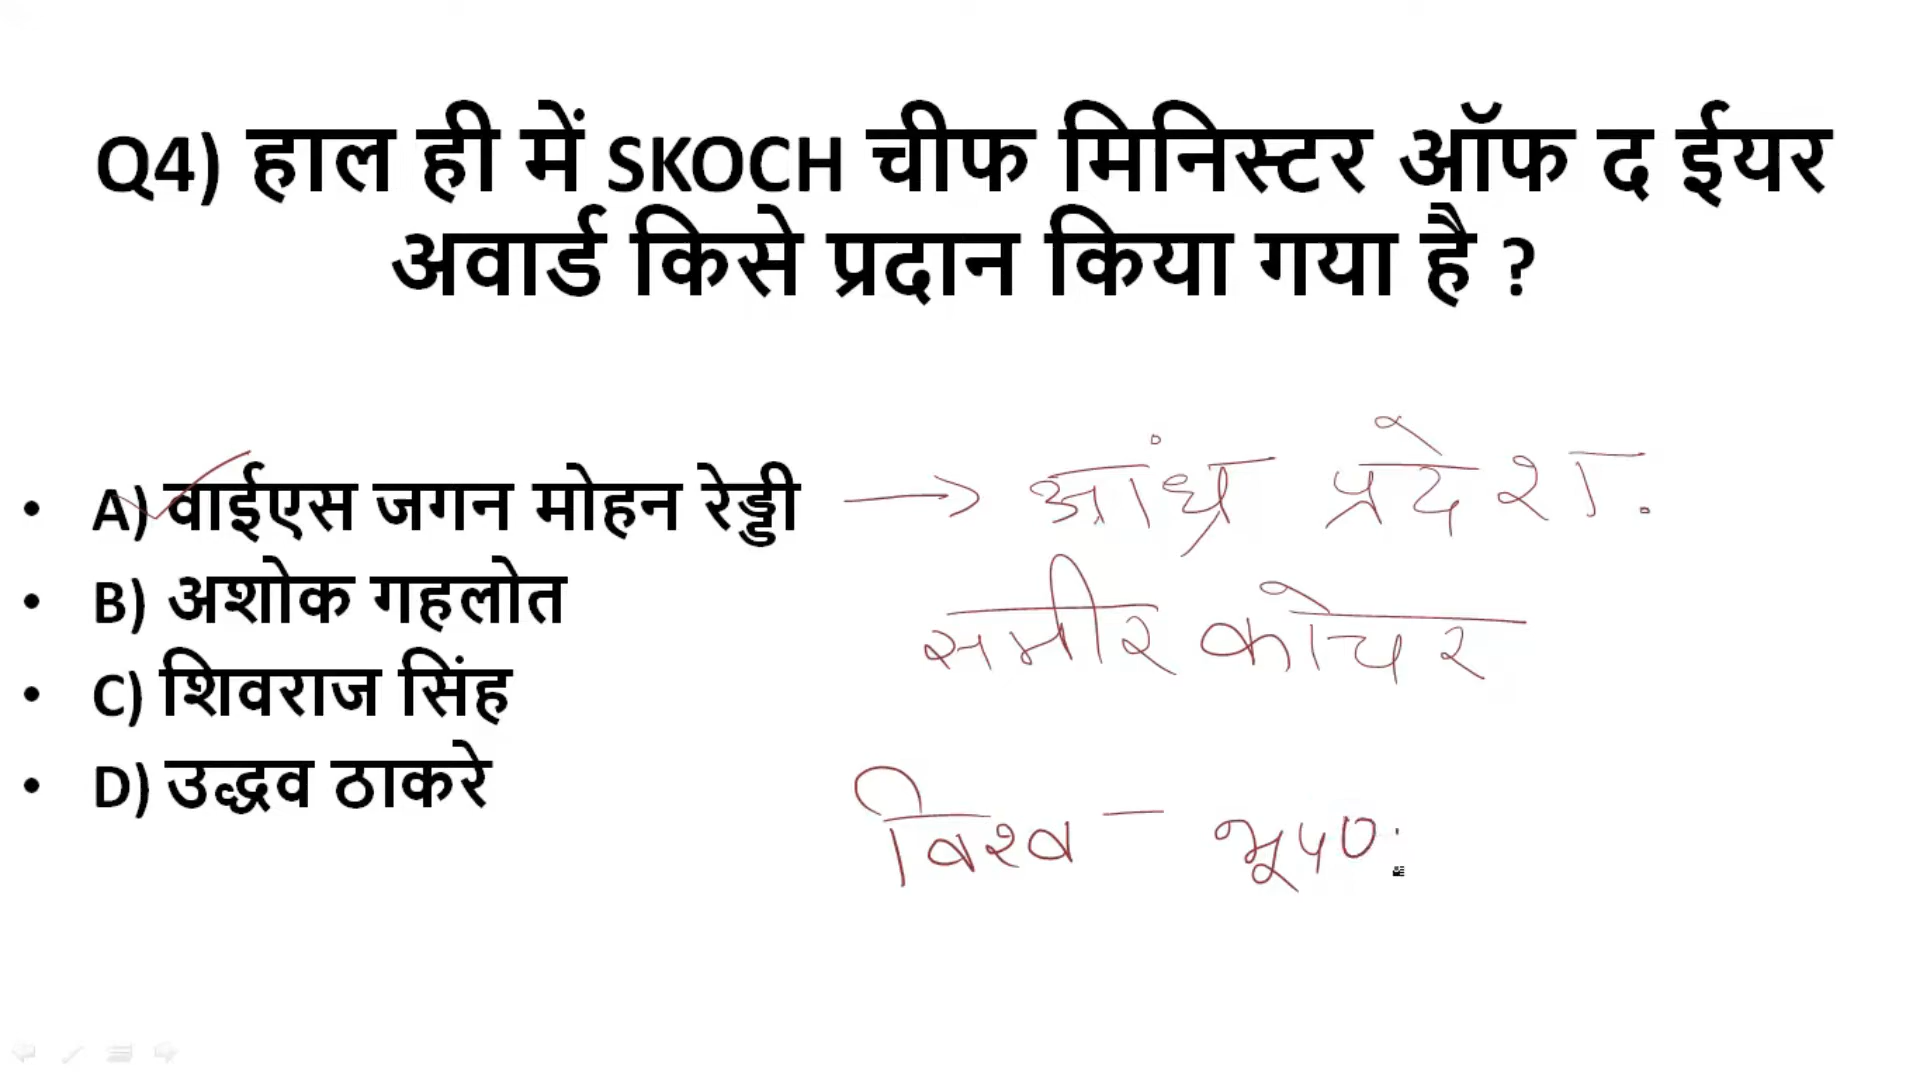 Q4) हाल ही में SKOCH चीफ मिनिस्टर ऑफ द ईयर
अवार्ड किसे प्रदान किया गया है ?
• A) वाईएस जगन मोहन रेड्डी → आंध्र प्रदेश.
• B) अशोक गहलोत
समीर कोचर
• C) शिवराज सिंह
• D) उद्धव ठाकरे
विश्व - भूषण